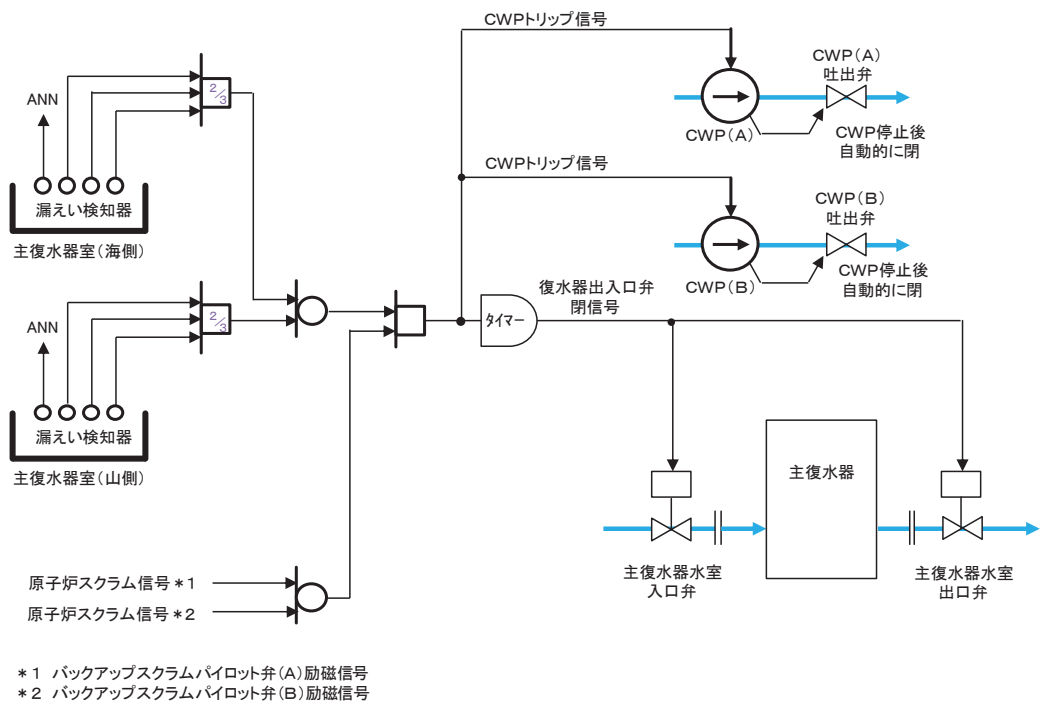 CWPトリップ信号
CWP(A)
吐出弁
ANN
2/3
CWP(A)
CWP停止後
自動的に閉
漏えい検知器
主復水器室(海側)
CWPトリップ信号
CWP(B)
吐出弁
CWP(B)
CWP停止後
自動的に閉
復水器出入口弁
閉信号
タイマー
ANN
2/3
漏えい検知器
主復水器室(山側)
主復水器
主復水器水室
入口弁
主復水器水室
出口弁
原子炉スクラム信号*1
原子炉スクラム信号*2
*1 バックアップスクラムパイロット弁(A)励磁信号
*2 バックアップスクラムパイロット弁(B)励磁信号